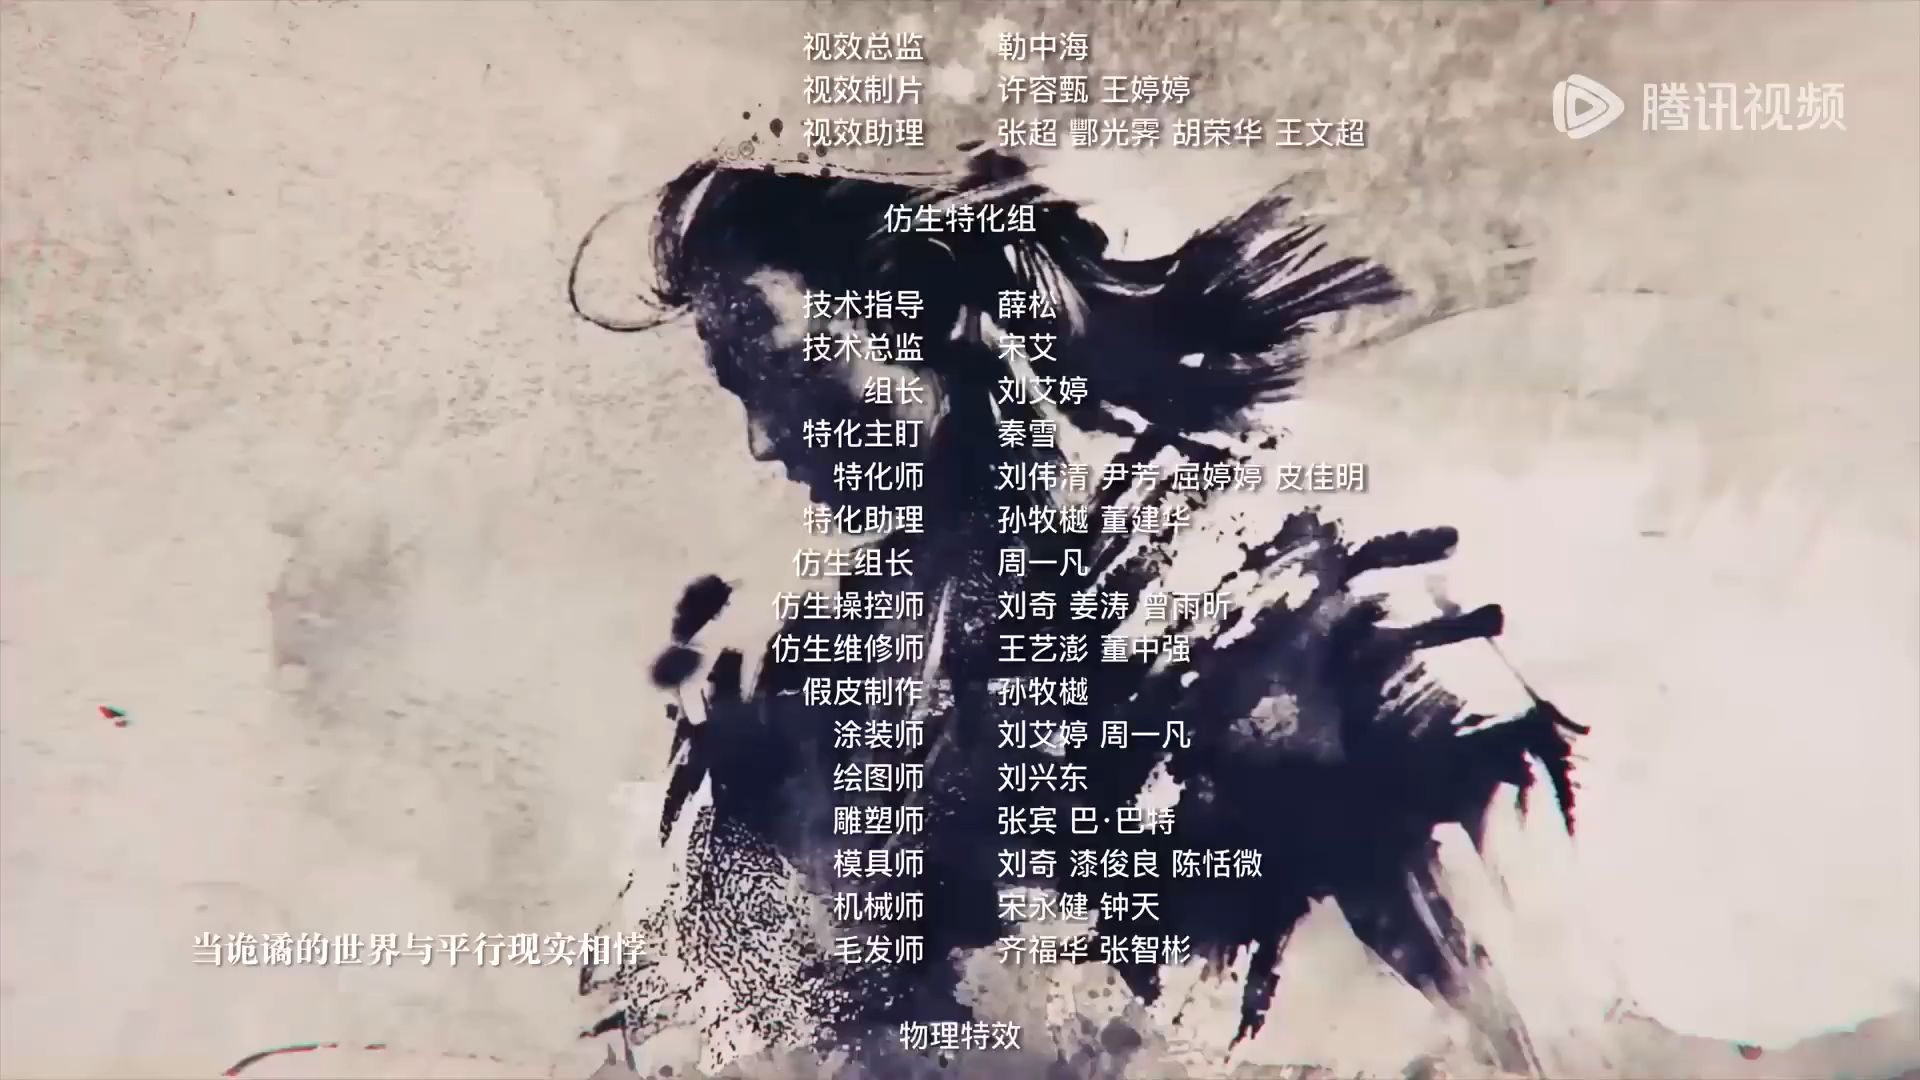 视效总监 勒中海
视效制片 许容甄 王婷婷
视效助理 张超 酆光霁 胡荣华 王文超
腾讯视频
仿生特化组
技术指导 薛松
技术总监 宋艾
组长 刘艾婷
特化主盯 秦雪
特化师 刘伟清 尹芳 屈婷婷 皮佳明
特化助理 孙牧樾 董建华
仿生组长 周一凡
仿生操控师 刘奇 姜涛 曾雨昕
仿生维修师 王艺澎 董中强
假皮制作 孙牧樾
涂装师 刘艾婷 周一凡
绘图师 刘兴东
雕塑师 张宾 巴·巴特
模具师 刘奇 漆俊良 陈恬微
机械师 宋永健 钟天
毛发师 齐福华 张智彬
当诡谲的世界与平行现实相悖
物理特效